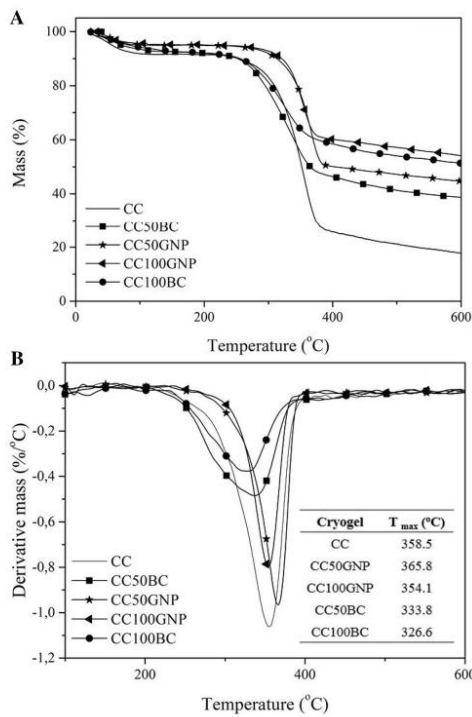 A
100
80
60
40
20
0
Mass (%)
CC
CC50BC
CC50GNP
CC100GNP
CC100BC
0 200 400 600
Temperature (°C)
B
0,0
-0,2
-0,4
-0,6
-0,8
-1,0
-1,2
Derivative mass (%/°C)
CC
CC50BC
CC50GNP
CC100GNP
CC100BC
Cryogel T max (°C)
CC 358.5
CC50GNP 365.8
CC100GNP 354.1
CC50BC 333.8
CC100BC 326.6
100 200 300 400 500 600
Temperature (°C)